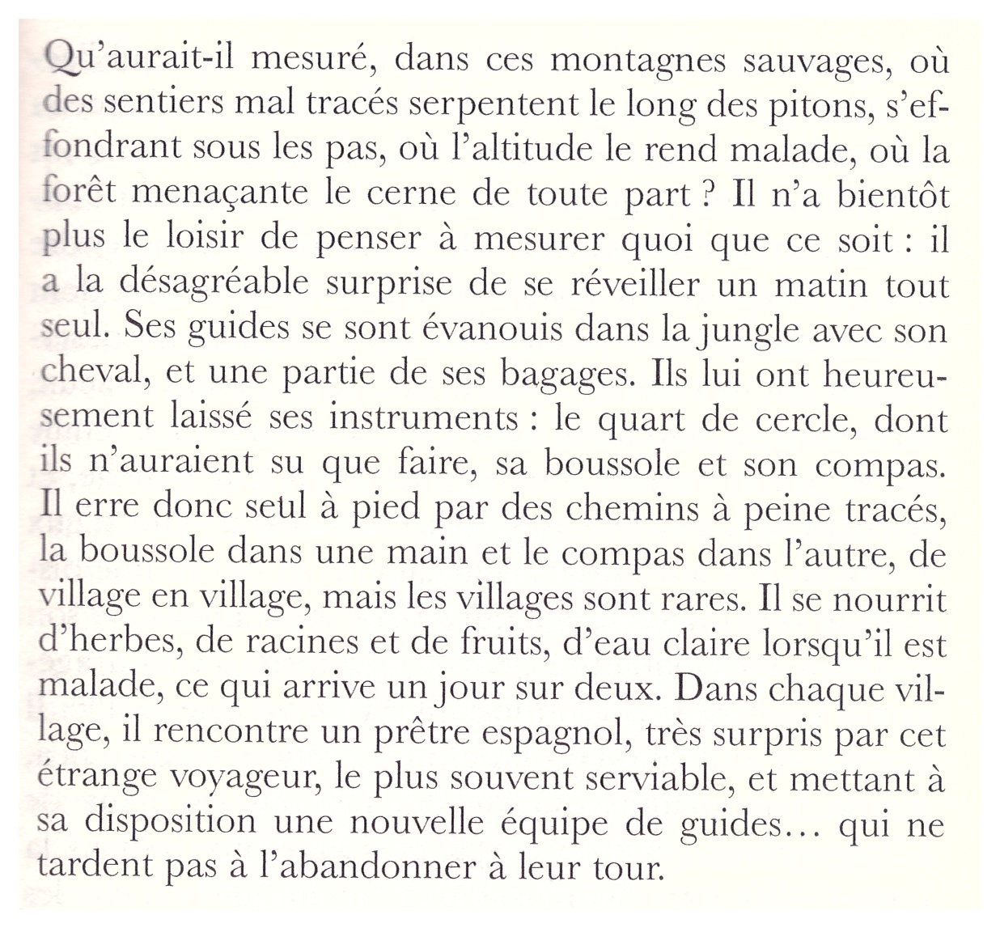 Qu’aurait-il mesuré, dans ces montagnes sauvages, où
des sentiers mal tracés serpentent le long des pitons, s’ef-
fondrant sous les pas, où l’altitude le rend malade, où la
forêt menaçante le cerne de toute part ? Il n’a bientôt
plus le loisir de penser à mesurer quoi que ce soit : il
a la désagréable surprise de se réveiller un matin tout
seul. Ses guides se sont évanouis dans la jungle avec son
cheval, et une partie de ses bagages. Ils lui ont heureu-
sement laissé ses instruments : le quart de cercle, dont
ils n’auraient su que faire, sa boussole et son compas.
Il erre donc seul à pied par des chemins à peine tracés,
la boussole dans une main et le compas dans l’autre, de
village en village, mais les villages sont rares. Il se nourrit
d’herbes, de racines et de fruits, d’eau claire lorsqu’il est
malade, ce qui arrive un jour sur deux. Dans chaque vil-
lage, il rencontre un prêtre espagnol, très surpris par cet
étrange voyageur, le plus souvent serviable, et mettant à
sa disposition une nouvelle équipe de guides... qui ne
tardent pas à l’abandonner à leur tour.